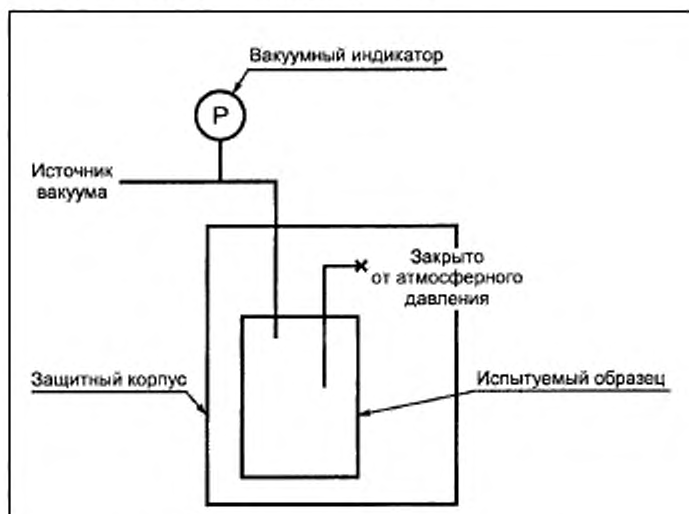 Вакуумный индикатор
P
Источник
вакуума
Закрыто
от атмосферного
давления
Защитный корпус
Испытуемый образец